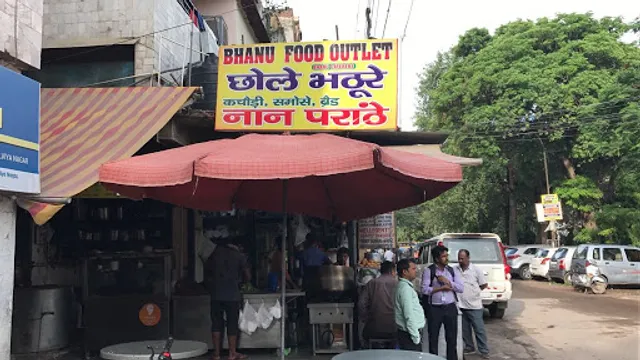 BHANU FOOD OUTLET
छोले भठूरे
कचौड़ी, समोसे, ब्रैड
नान परांठे